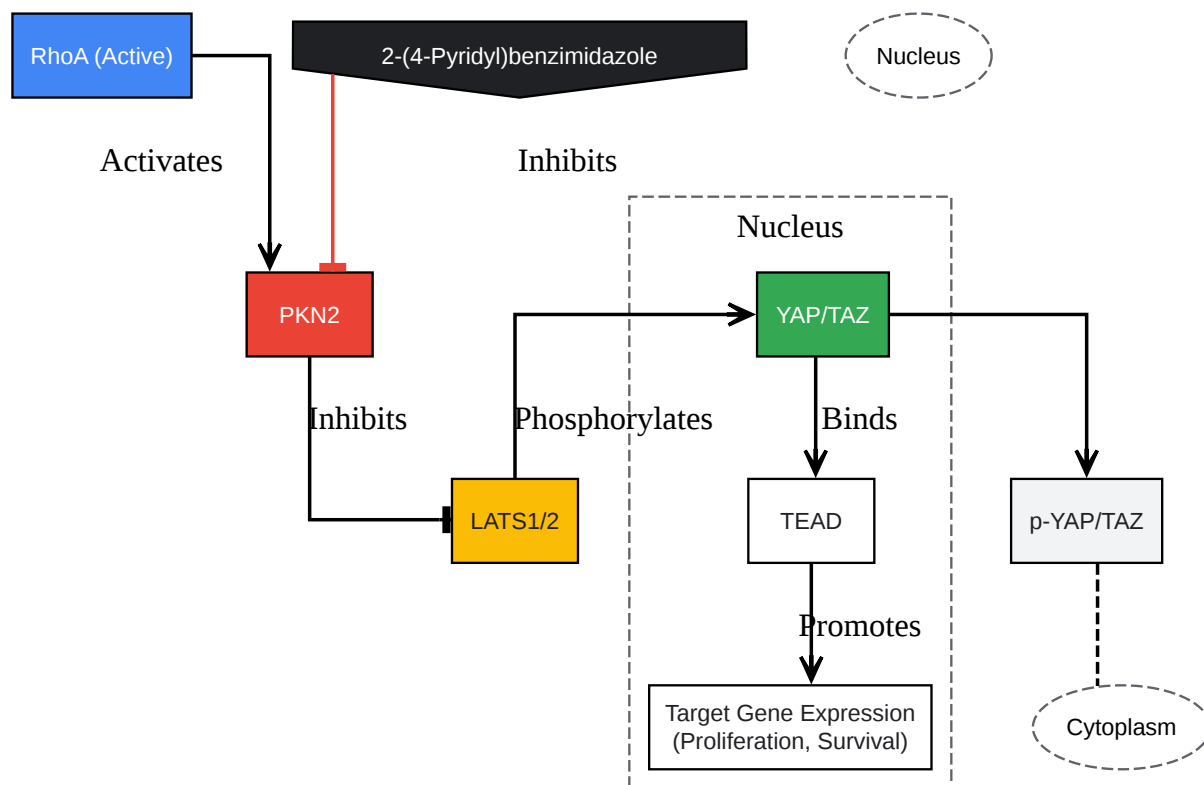 RhoA (Active)
2-(4-Pyridyl)benzimidazole
Nucleus
Activates
Inhibits
Nucleus
PKN2
YAP/TAZ
Inhibits
Phosphorylates
Binds
LATS1/2
TEAD
p-YAP/TAZ
Promotes
Target Gene Expression
(Proliferation, Survival)
Cytoplasm